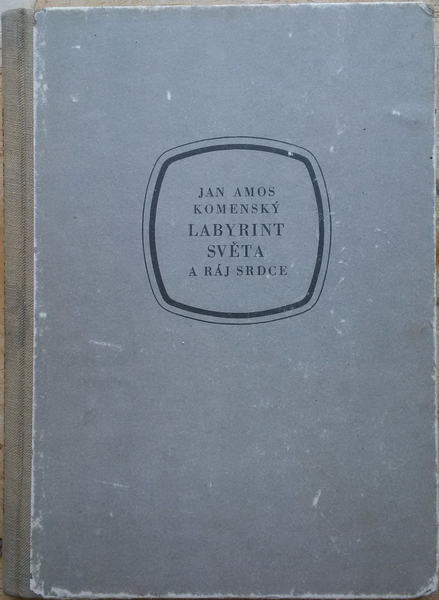 JAN AMOS
KOMENSKÝ
LABYRINT
SVĚTA
A RÁJ SRDCE